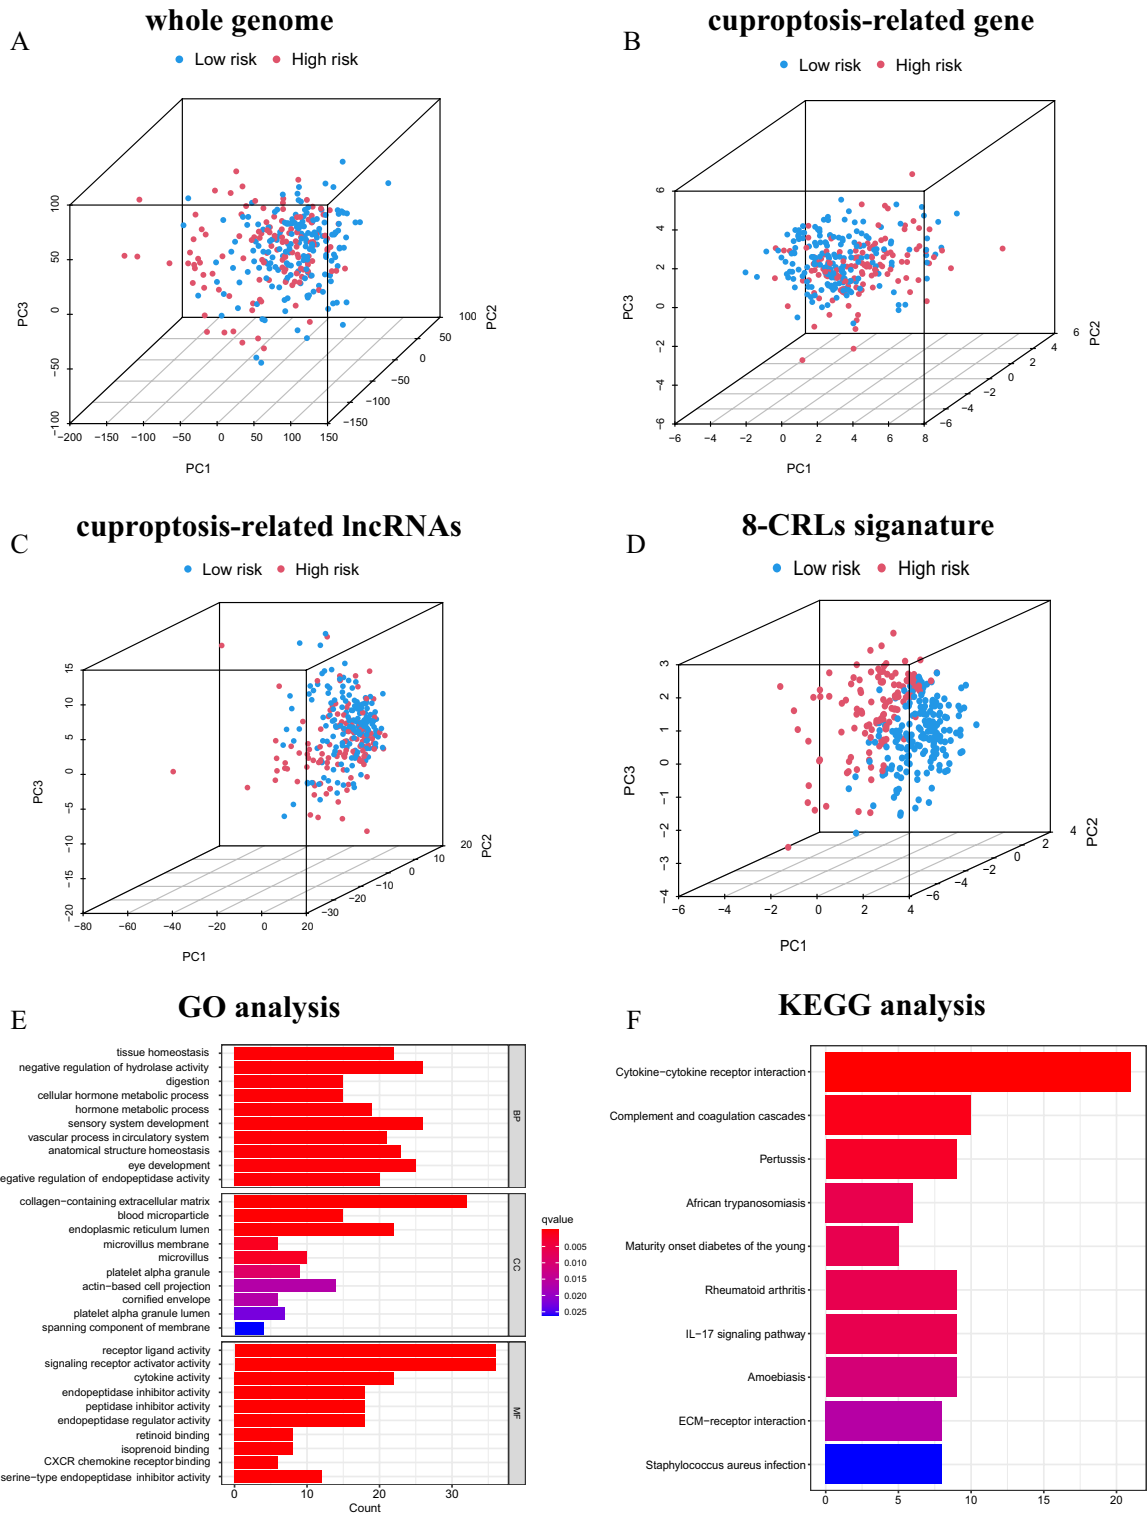 whole genome
A
Low risk High risk
100
50
0
−50
−100
PC3
−200 −150 −100 −50 0 50 100 150
PC1
−150
−100
−50
0
50
100
PC2
cuproptosis-related gene
B
Low risk High risk
6
4
2
0
−2
−4
−6
PC3
−6 −4 −2 0 2 4 6 8
PC1
−6
−4
−2
0
2
4
6
PC2
cuproptosis-related lncRNAs
C
Low risk High risk
15
10
5
0
−5
−10
−15
−20
PC3
−80 −60 −40 −20 0 20
PC1
−30
−20
−10
0
10
20
PC2
8-CRLs siganature
D
Low risk High risk
3
2
1
0
−1
−2
−3
−4
PC3
−6 −4 −2 0 2 4
PC1
−6
−4
−2
0
2
4
PC2
GO analysis
E
tissue homeostasis
negative regulation of hydrolase activity
digestion
cellular hormone metabolic process
hormone metabolic process
sensory system development
vascular process in circulatory system
anatomical structure homeostasis
eye development
egative regulation of endopeptidase activity
BP
collagen−containing extracellular matrix
blood microparticle
endoplasmic reticulum lumen
microvillus membrane
microvillus
platelet alpha granule
actin−based cell projection
cornified envelope
platelet alpha granule lumen
spanning component of membrane
CC
receptor ligand activity
signaling receptor activator activity
cytokine activity
endopeptidase inhibitor activity
peptidase inhibitor activity
endopeptidase regulator activity
retinoid binding
isoprenoid binding
CXCR chemokine receptor binding
serine−type endopeptidase inhibitor activity
MF
0 10 20 30
Count
qvalue
0.005
0.010
0.015
0.020
0.025
KEGG analysis
F
Cytokine−cytokine receptor interaction
Complement and coagulation cascades
Pertussis
African trypanosomiasis
Maturity onset diabetes of the young
Rheumatoid arthritis
IL−17 signaling pathway
Amoebiasis
ECM−receptor interaction
Staphylococcus aureus infection
0 5 10 15 20